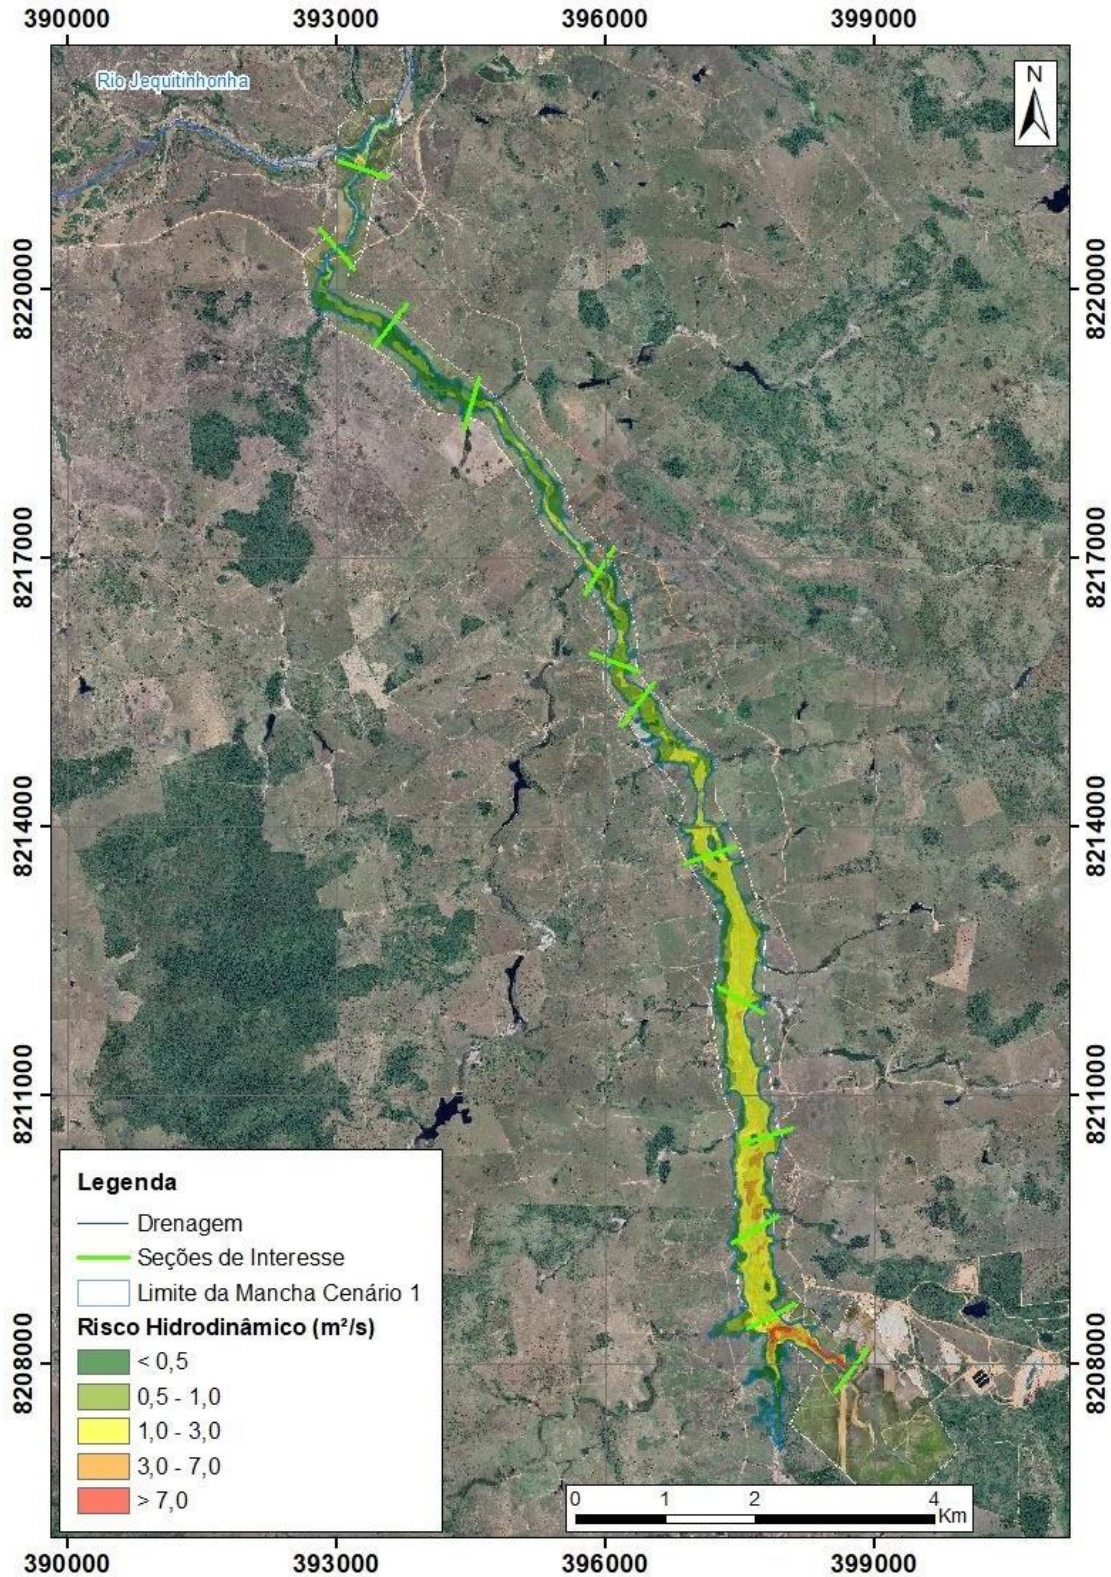 390000 393000 396000 399000
Rio Jequitinhonha
N
8220000 8220000
8217000 8217000
8214000 8214000
8211000 8211000
8208000 8208000
Legenda
Drenagem
Seções de Interesse
Limite da Mancha Cenário 1
Risco Hidrodinâmico (m²/s)
< 0,5
0,5 - 1,0
1,0 - 3,0
3,0 - 7,0
> 7,0
0 1 2 4
Km
390000 393000 396000 399000